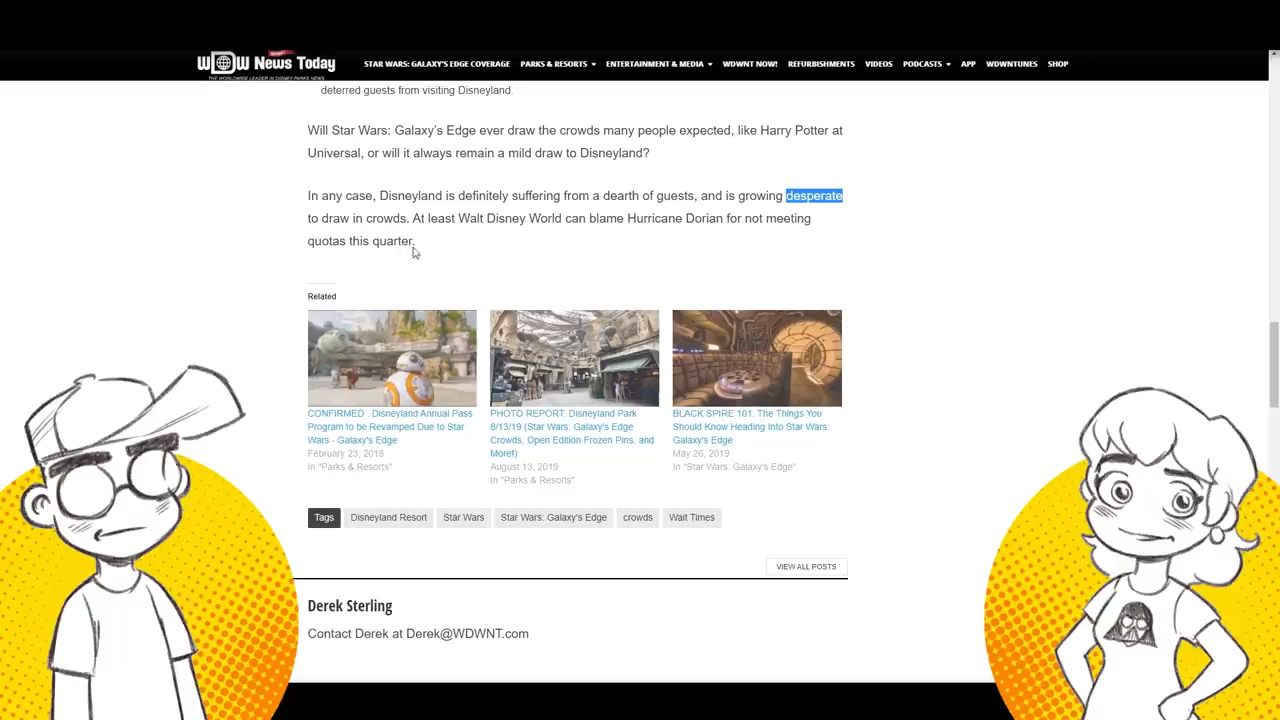 WDW News Today
THE WORLDWIDE LEADER IN DISNEY PARKS NEWS
STAR WARS: GALAXY'S EDGE COVERAGE PARKS & RESORTS ENTERTAINMENT & MEDIA WDWNT NOW! REFURBISHMENTS VIDEOS PODCASTS APP WDWNTUNES SHOP
deterred guests from visiting Disneyland.
Will Star Wars: Galaxy's Edge ever draw the crowds many people expected, like Harry Potter at
Universal, or will it always remain a mild draw to Disneyland?
In any case, Disneyland is definitely suffering from a dearth of guests, and is growing desperate
to draw in crowds. At least Walt Disney World can blame Hurricane Dorian for not meeting
quotas this quarter.
Related
CONFIRMED . Disneyland Annual Pass
Program to be Revamped Due to Star
Wars - Galaxy's Edge
February 23, 2018
In "Parks & Resorts"
PHOTO REPORT: Disneyland Park
8/13/19 (Star Wars: Galaxy's Edge
Crowds, Open Edition Frozen Pins, and
More!)
August 13, 2019
In "Parks & Resorts"
BLACK SPIRE 101: The Things You
Should Know Heading Into Star Wars:
Galaxy's Edge
May 26, 2019
In "Star Wars: Galaxy's Edge"
Tags Disneyland Resort Star Wars Star Wars: Galaxy's Edge crowds Wait Times
VIEW ALL POSTS
Derek Sterling
Contact Derek at Derek@WDWNT.com